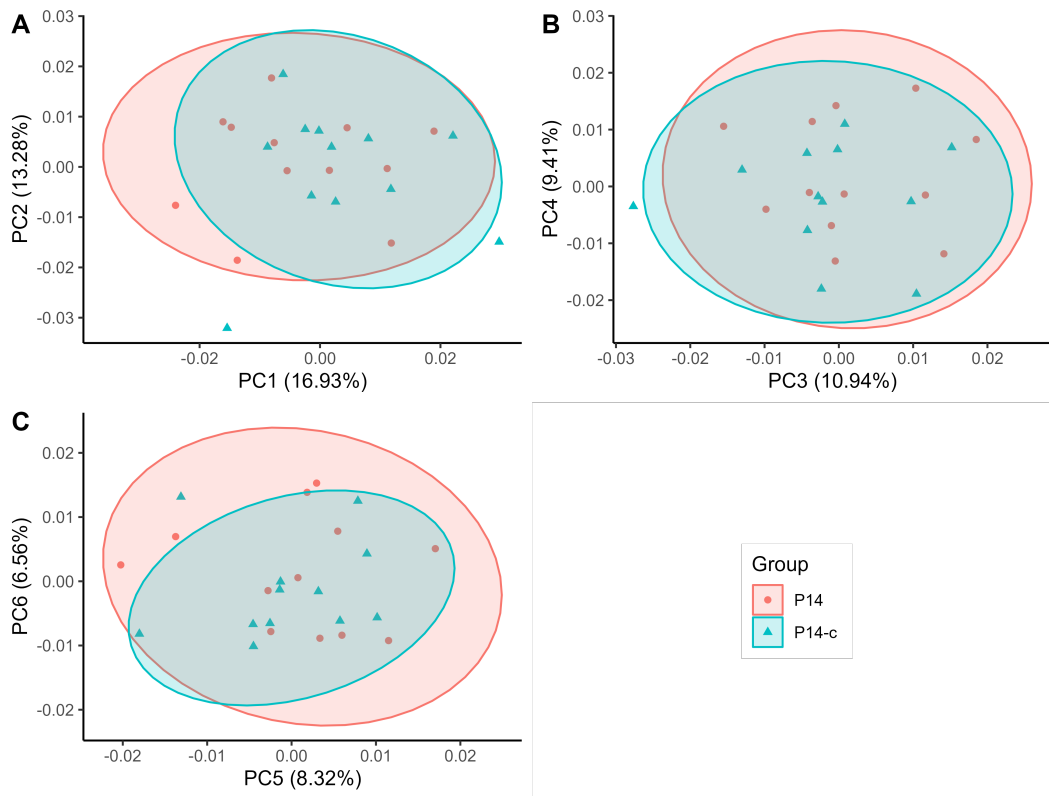 A
0.03
0.02
0.01
0.00
-0.01
-0.02
-0.03
PC2 (13.28%)
-0.02 0.00 0.02
PC1 (16.93%)
B
0.03
0.02
0.01
0.00
-0.01
-0.02
PC4 (9.41%)
-0.03 -0.02 -0.01 0.00 0.01 0.02
PC3 (10.94%)
C
0.02
0.01
0.00
-0.01
-0.02
PC6 (6.56%)
-0.02 -0.01 0.00 0.01 0.02
PC5 (8.32%)
Group
P14
P14-c